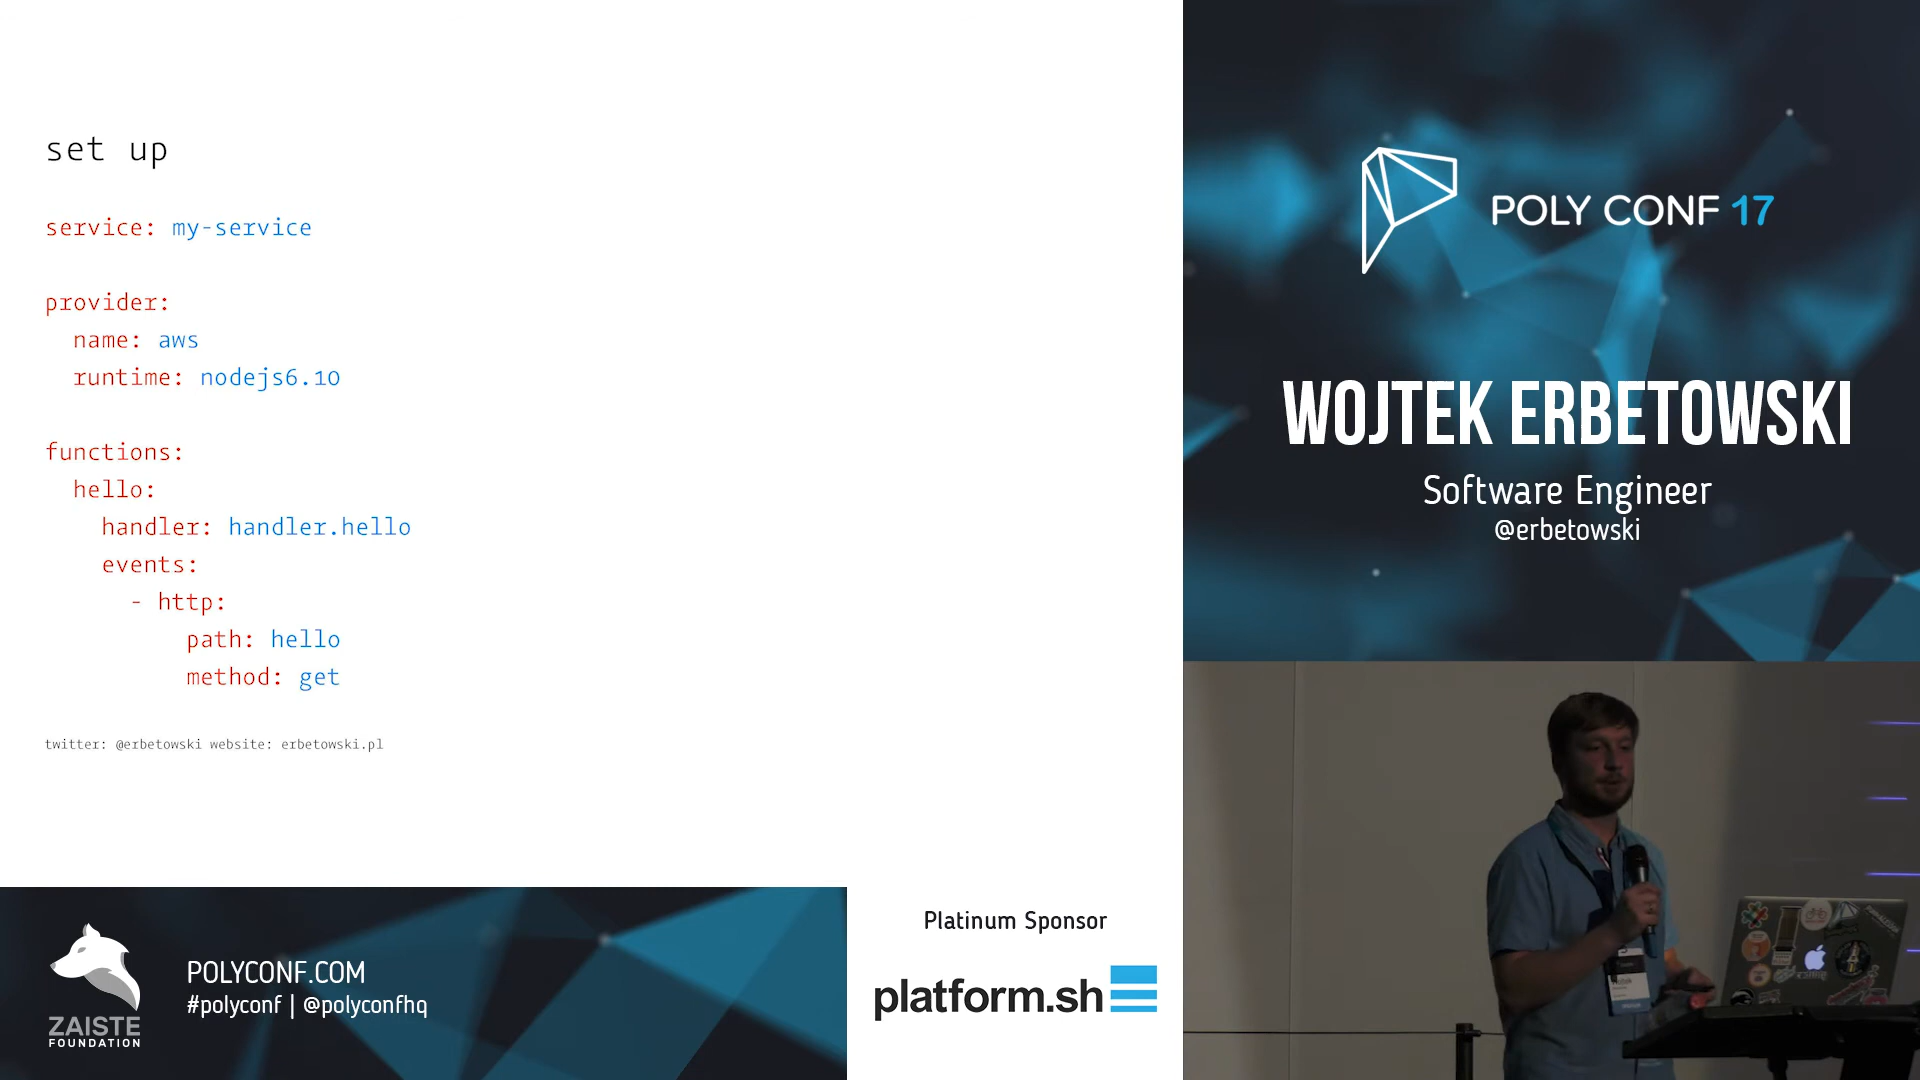 set up
service: my-service
provider:
name: aws
runtime: nodejs6.10
functions:
hello:
handler: handler.hello
events:
- http:
path: hello
method: get
twitter: @erbetowski website: erbetowski.pl
POLY CONF 17
WOJTEK ERBETOWSKI
Software Engineer
@erbetowski
ZAISTE
FOUNDATION
POLYCONF.COM
#polyconf | @polyconfhq
Platinum Sponsor
platform.sh